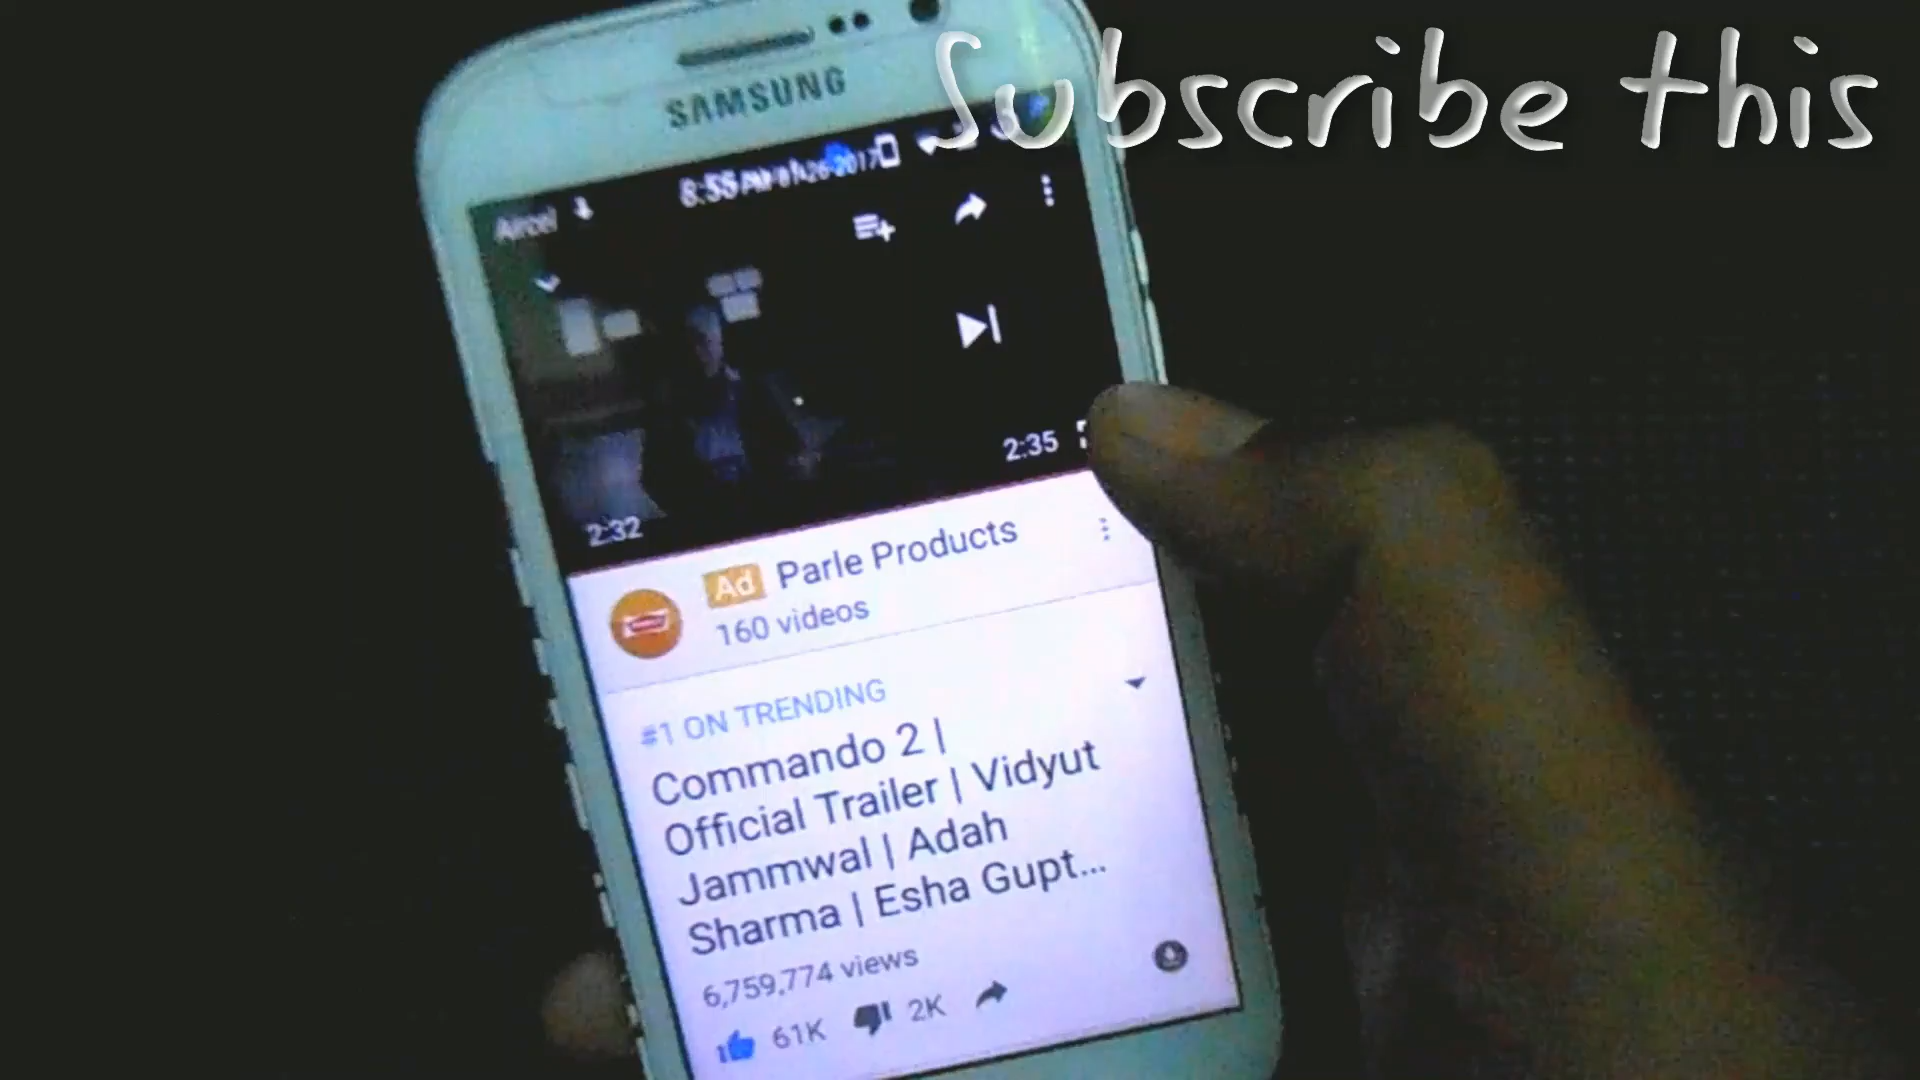 Subscribe this
SAMSUNG
Aircel
2:35
2:32
Ad Parle Products
160 videos
#1 ON TRENDING
Commando 2 |
Official Trailer | Vidyut
Jammwal | Adah
Sharma | Esha Gupt...
6,759,774 views
61K 2K